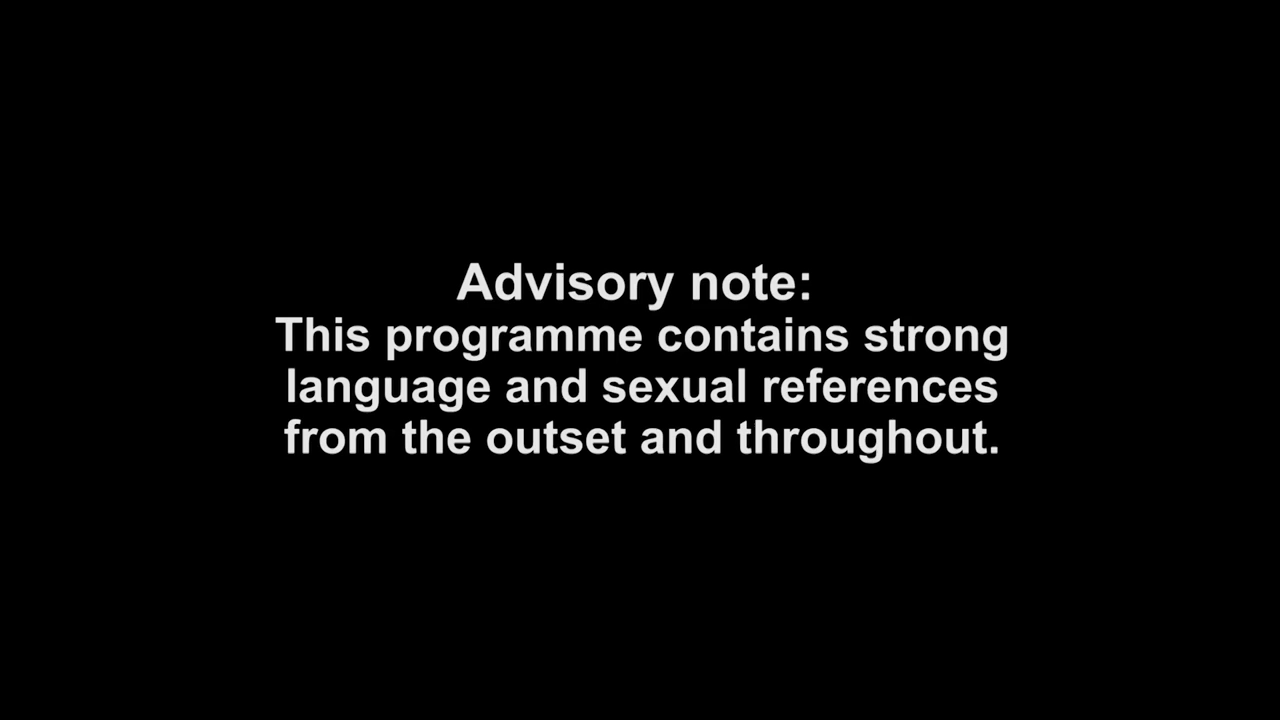 Advisory note:
This programme contains strong
language and sexual references
from the outset and throughout.